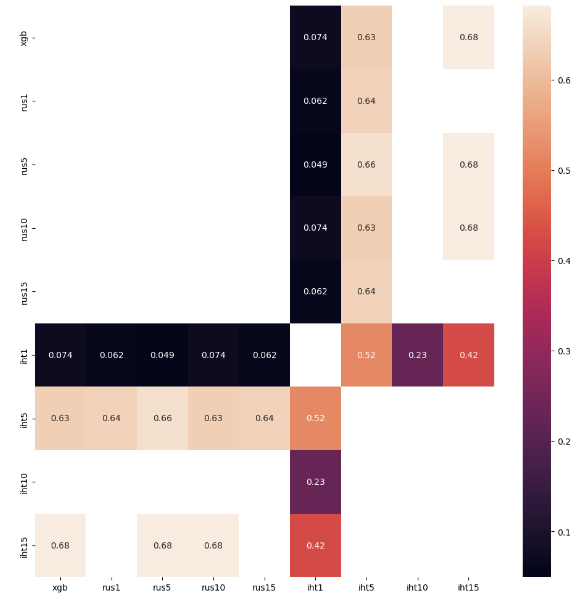 xgb 0.074 0.63 0.68
rus1 0.062 0.64
rus5 0.049 0.66 0.68
rus10 0.074 0.63 0.68
rus15 0.062 0.64
iht1 0.074 0.062 0.049 0.074 0.062 0.52 0.23 0.42
iht5 0.63 0.64 0.66 0.63 0.64 0.52
iht10 0.23
iht15 0.68 0.68 0.68 0.42
xgb rus1 rus5 rus10 rus15 iht1 iht5 iht10 iht15
0.6
0.5
0.4
0.3
0.2
0.1